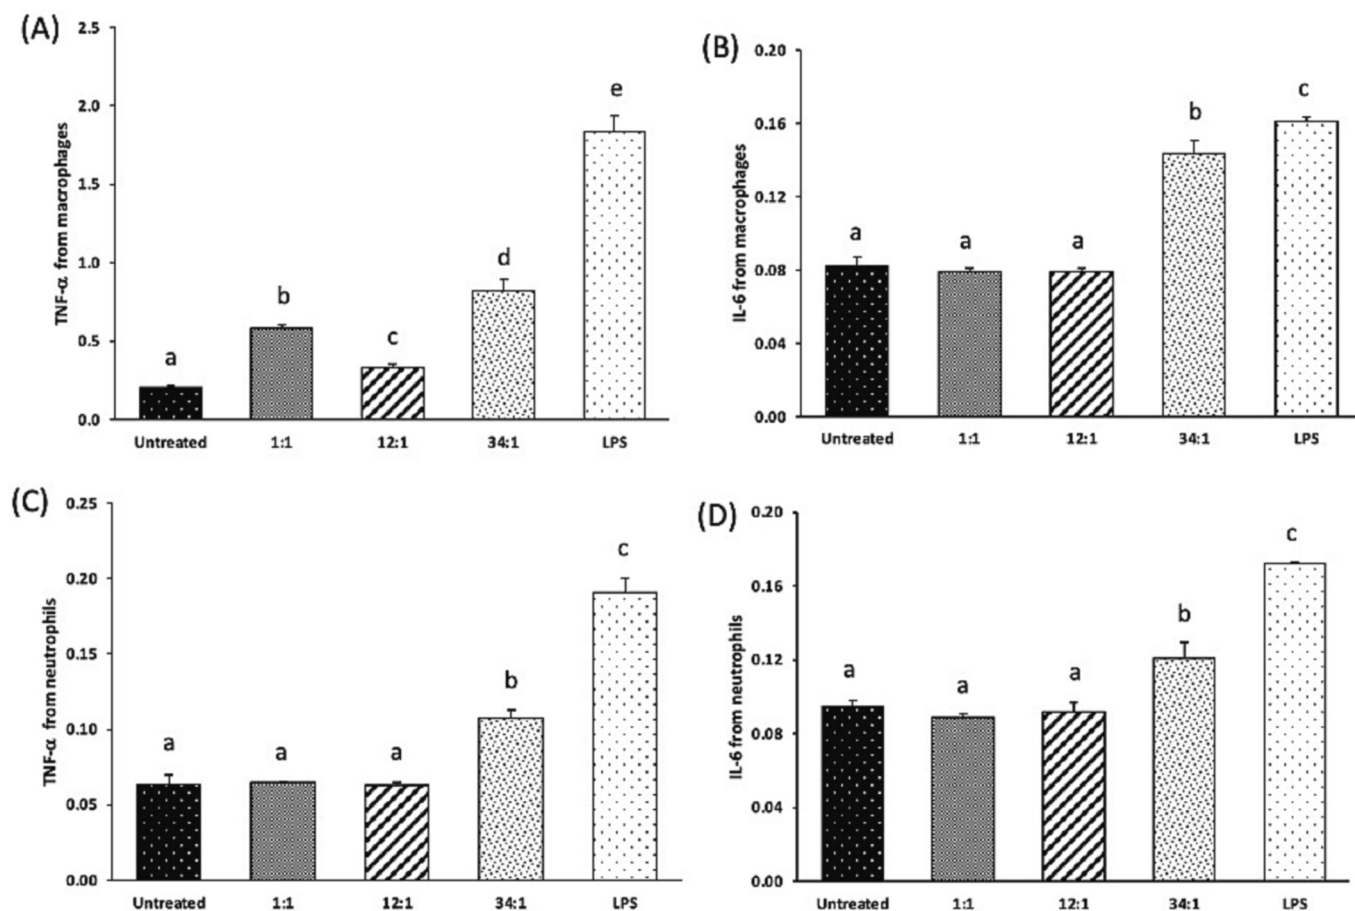 (A)
TNF-α from macrophages
2.5
2.0
1.5
1.0
0.5
0.0
a
b
c
d
e
Untreated 1:1 12:1 34:1 LPS
(B)
IL-6 from macrophages
0.20
0.16
0.12
0.08
0.04
0.00
a
a
a
b
c
Untreated 1:1 12:1 34:1 LPS
(C)
TNF-α from neutrophils
0.25
0.20
0.15
0.10
0.05
0.00
a
a
a
b
c
Untreated 1:1 12:1 34:1 LPS
(D)
IL-6 from neutrophils
0.20
0.16
0.12
0.08
0.04
0.00
a
a
a
b
c
Untreated 1:1 12:1 34:1 LPS